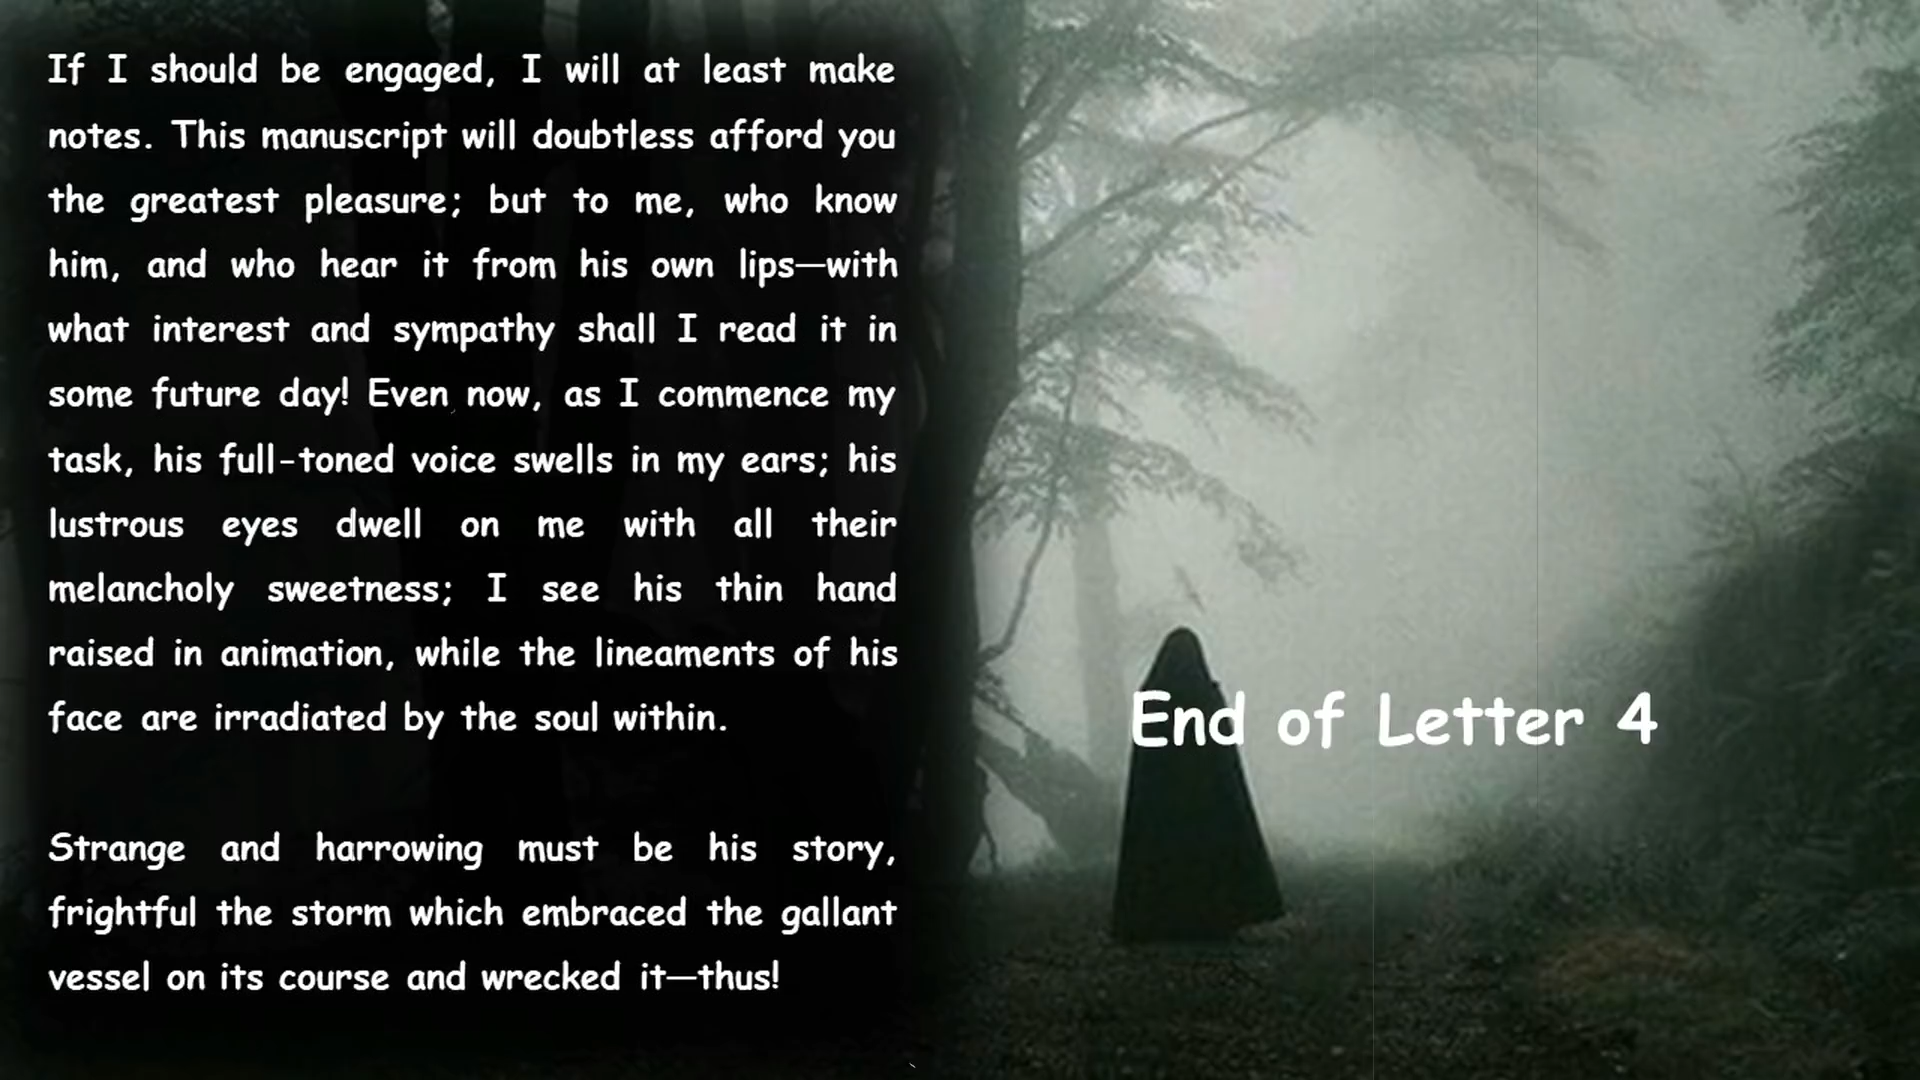 If I should be engaged, I will at least make
notes. This manuscript will doubtless afford you
the greatest pleasure; but to me, who know
him, and who hear it from his own lips—with
what interest and sympathy shall I read it in
some future day! Even now, as I commence my
task, his full-toned voice swells in my ears; his
lustrous eyes dwell on me with all their
melancholy sweetness; I see his thin hand
raised in animation, while the lineaments of his
face are irradiated by the soul within.
Strange and harrowing must be his story,
frightful the storm which embraced the gallant
vessel on its course and wrecked it—thus!
End of Letter 4